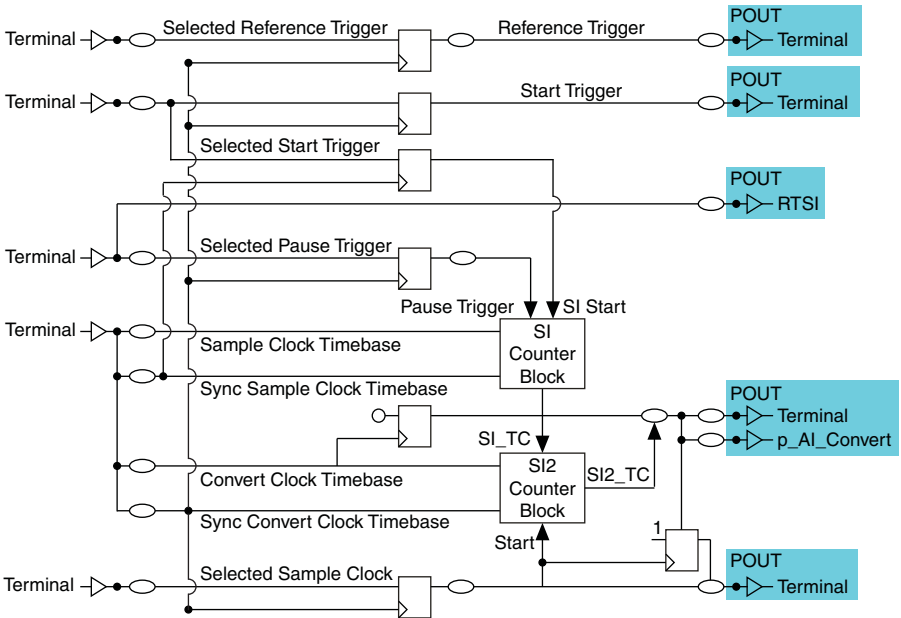 POUT
Terminal Selected Reference Trigger Reference Trigger Terminal
POUT
Terminal Start Trigger Terminal
Selected Start Trigger
POUT
RTSI
Terminal Selected Pause Trigger
Pause Trigger SI Start
Terminal SI
Sample Clock Timebase Counter
Block
Sync Sample Clock Timebase
POUT
Terminal
SI_TC p_AI_Convert
SI2
Convert Clock Timebase Counter SI2_TC
Block
Sync Convert Clock Timebase
Start 1
POUT
Terminal Selected Sample Clock Terminal